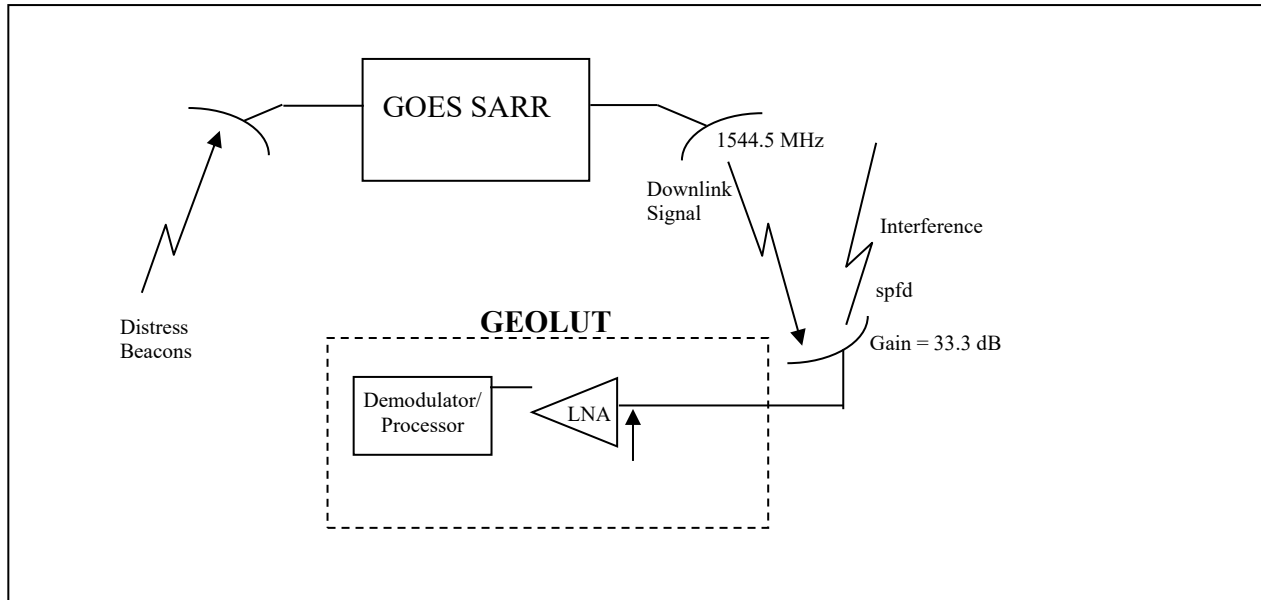 GOES SARR
1544.5 MHz
Downlink
Signal
Interference
spfd
Distress
Beacons
GEOLUT
Gain = 33.3 dB
Demodulator/
Processor
LNA